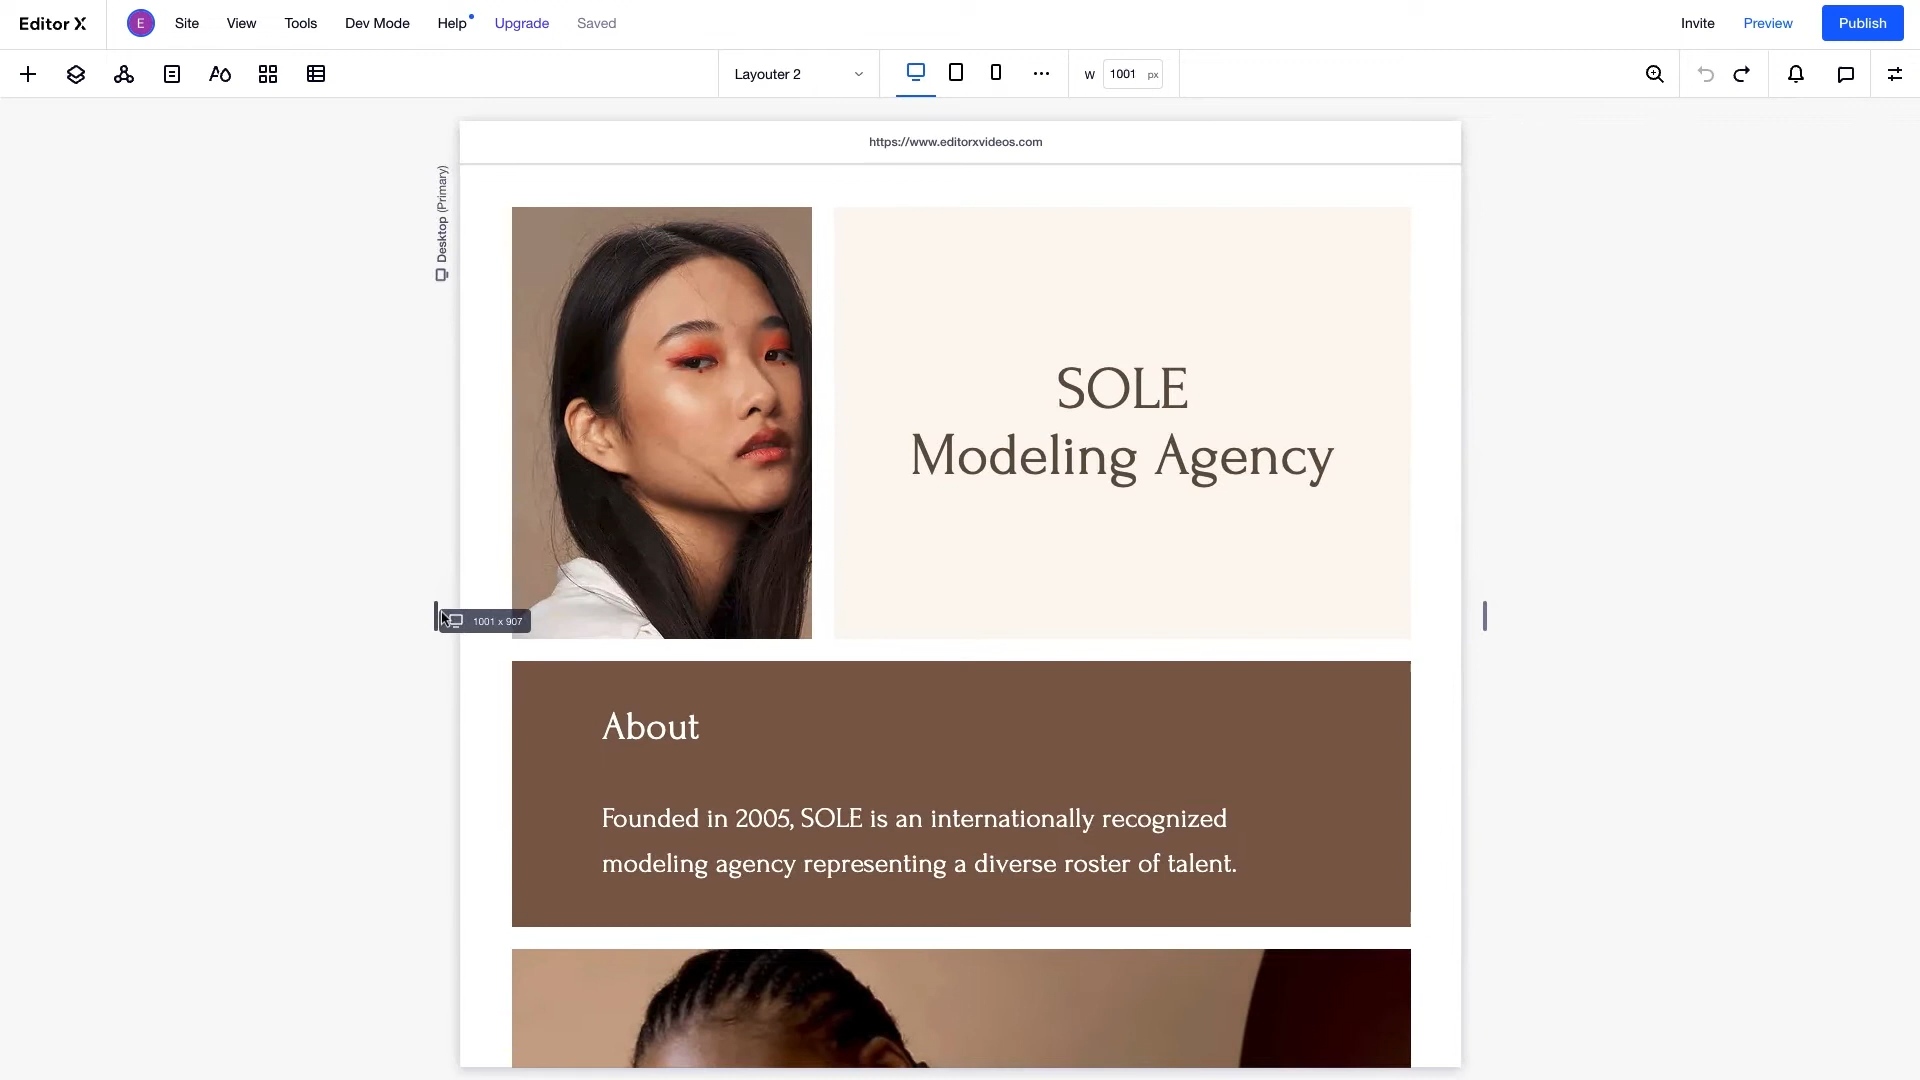 Editor X
E
Site
View
Tools
Dev Mode
Help
Upgrade
Saved
Invite
Preview
Publish
Layouter 2
W
1001
px
https://www.editorxvideos.com
Desktop (Primary)
SOLE
Modeling Agency
1001 x 907
About
Founded in 2005, SOLE is an internationally recognized
modeling agency representing a diverse roster of talent.